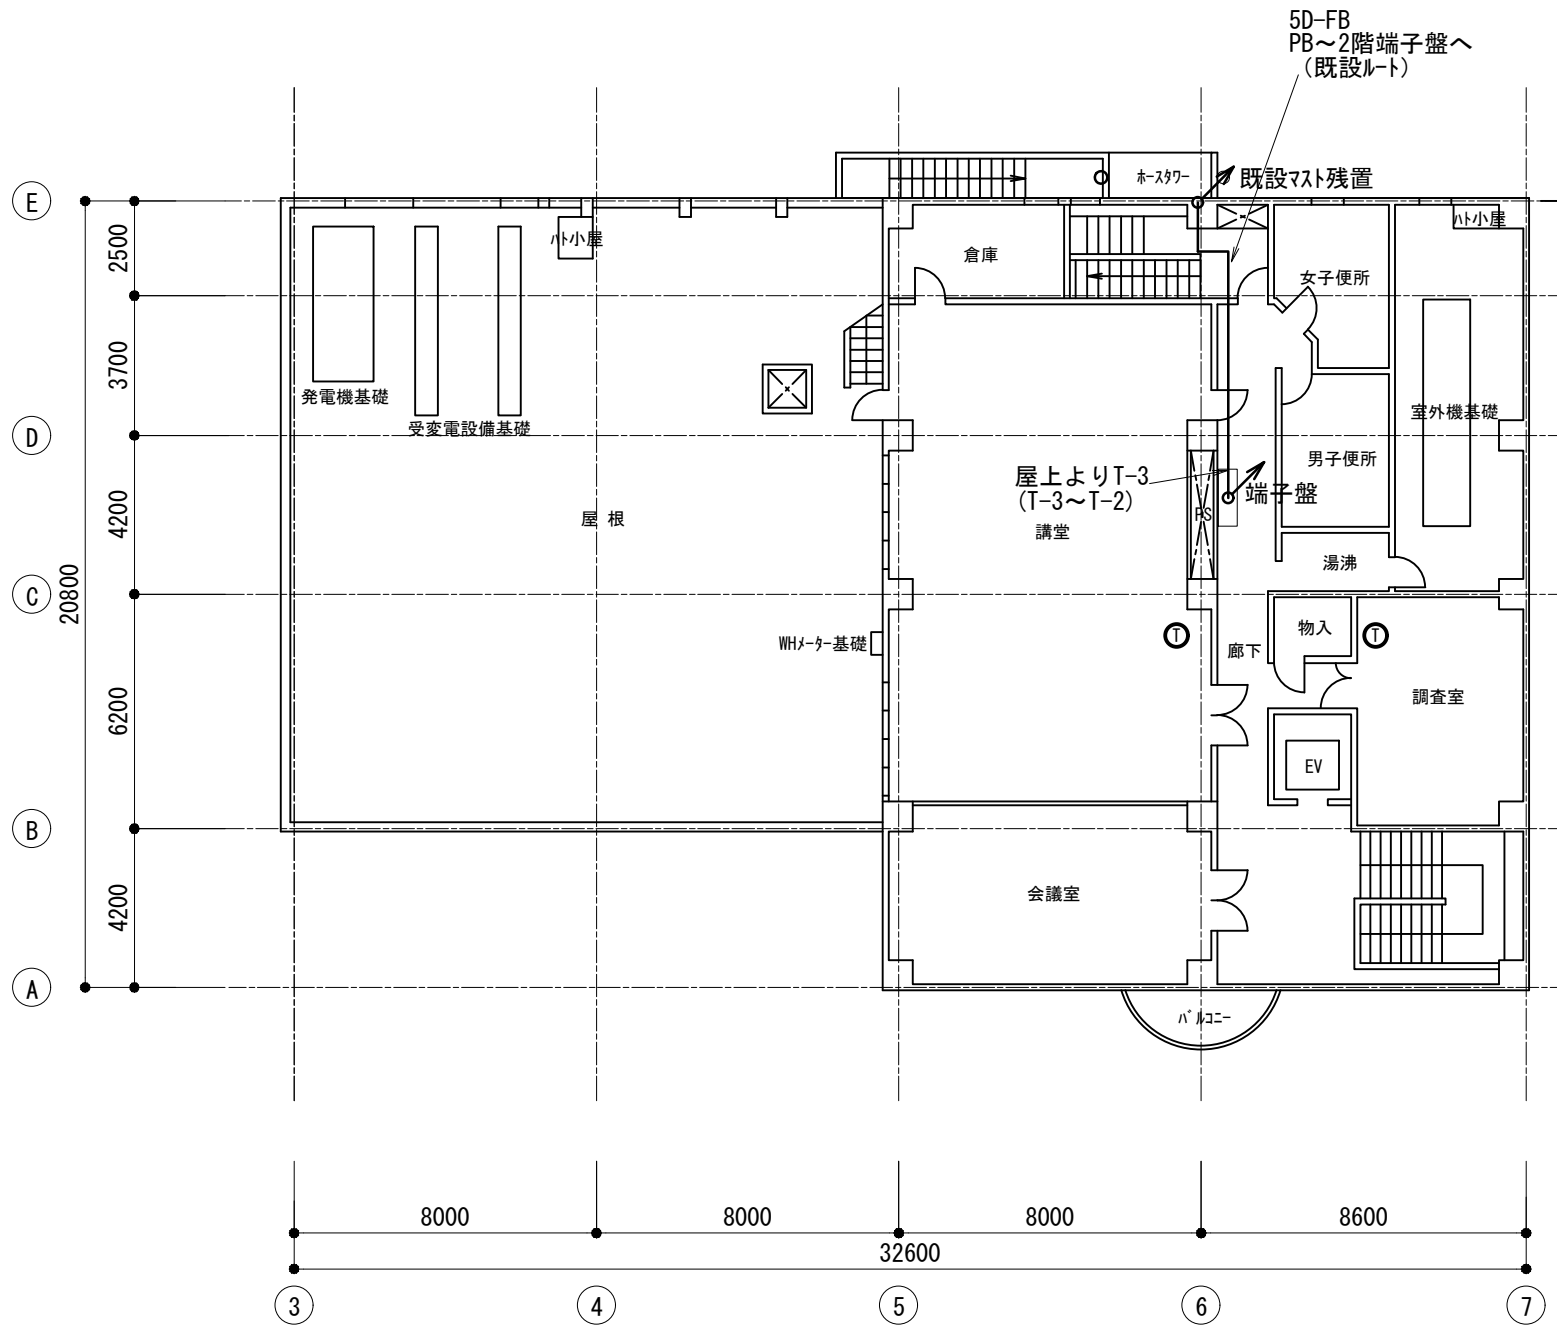 5D-FB
PB～2階端子盤へ
（既設ﾙｰﾄ）
ﾎｰｽﾀﾜｰ
既設ﾏｽﾄ残置
E
2500
ﾊﾄ小屋
倉庫
女子便所
ﾊﾄ小屋
3700
発電機基礎
受変電設備基礎
室外機基礎
D
男子便所
屋上よりT-3
(T-3～T-2)
端子盤
PS
4200
屋 根
講堂
湯沸
C
20800
WHﾒｰﾀｰ基礎
T
廊下
物入
T
調査室
6200
EV
B
4200
会議室
A
ﾊﾞﾙｺﾆｰ
8000
8000
8000
8600
32600
3
4
5
6
7